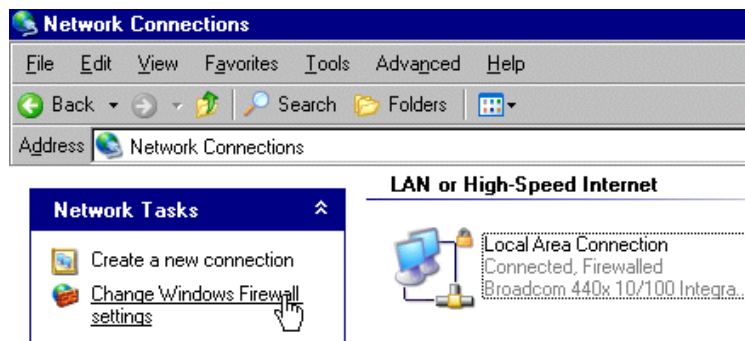 Network Connections
File Edit View Favorites Tools Advanced Help
Back Search Folders
Address Network Connections
LAN or High-Speed Internet
Network Tasks
Create a new connection
Change Windows Firewall
settings
Local Area Connection
Connected, Firewalled
Broadcom 440x 10/100 Integra...